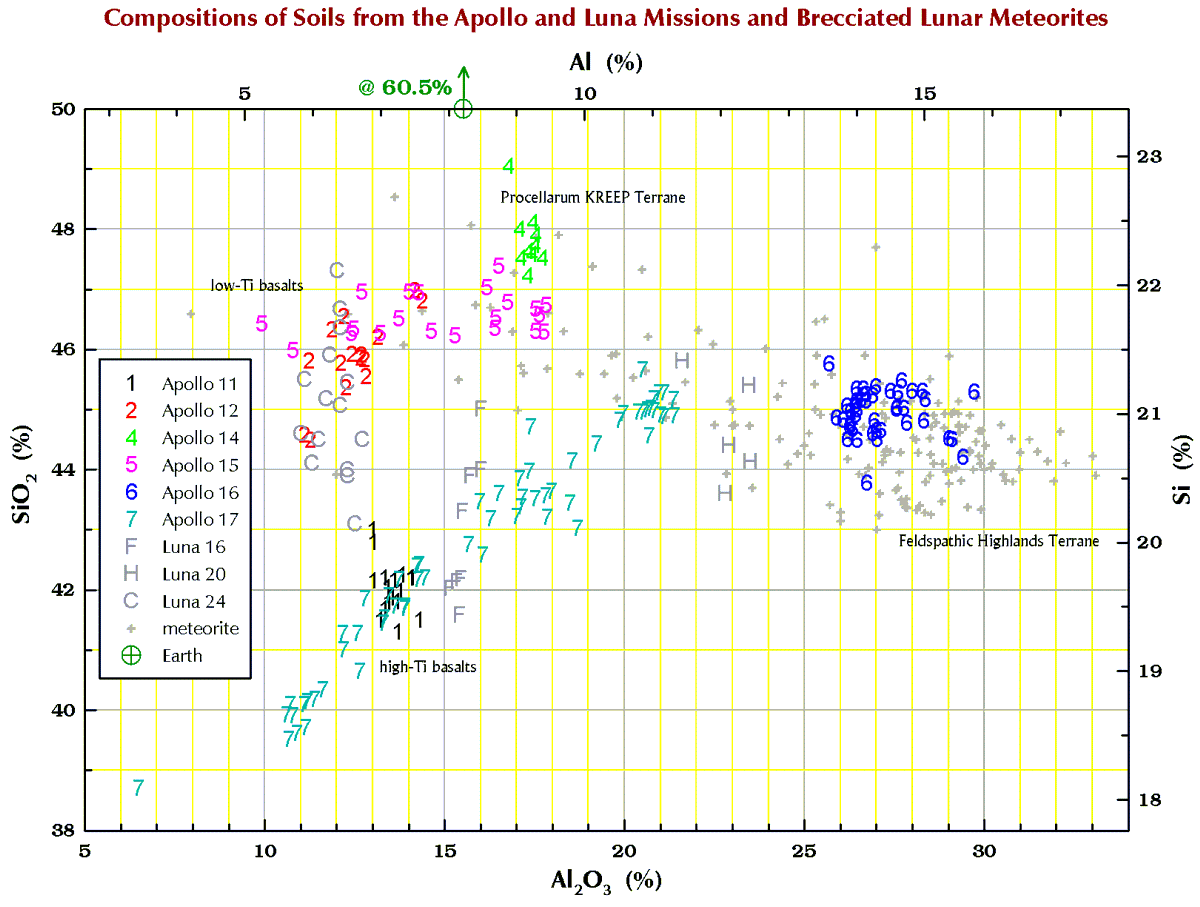 Compositions of Soils from the Apollo and Luna Missions and Brecciated Lunar Meteorites
Al (%)
@ 60.5%
5 10 15
50
48
46
44
42
40
38
SiO2 (%)
23
22
21
20
19
18
Si (%)
Procellarum KREEP Terrane
low-Ti basalts
Feldspathic Highlands Terrane
high-Ti basalts
1 Apollo 11
2 Apollo 12
4 Apollo 14
5 Apollo 15
6 Apollo 16
7 Apollo 17
F Luna 16
H Luna 20
C Luna 24
meteorite
Earth
5 10 15 20 25 30
Al2O3 (%)